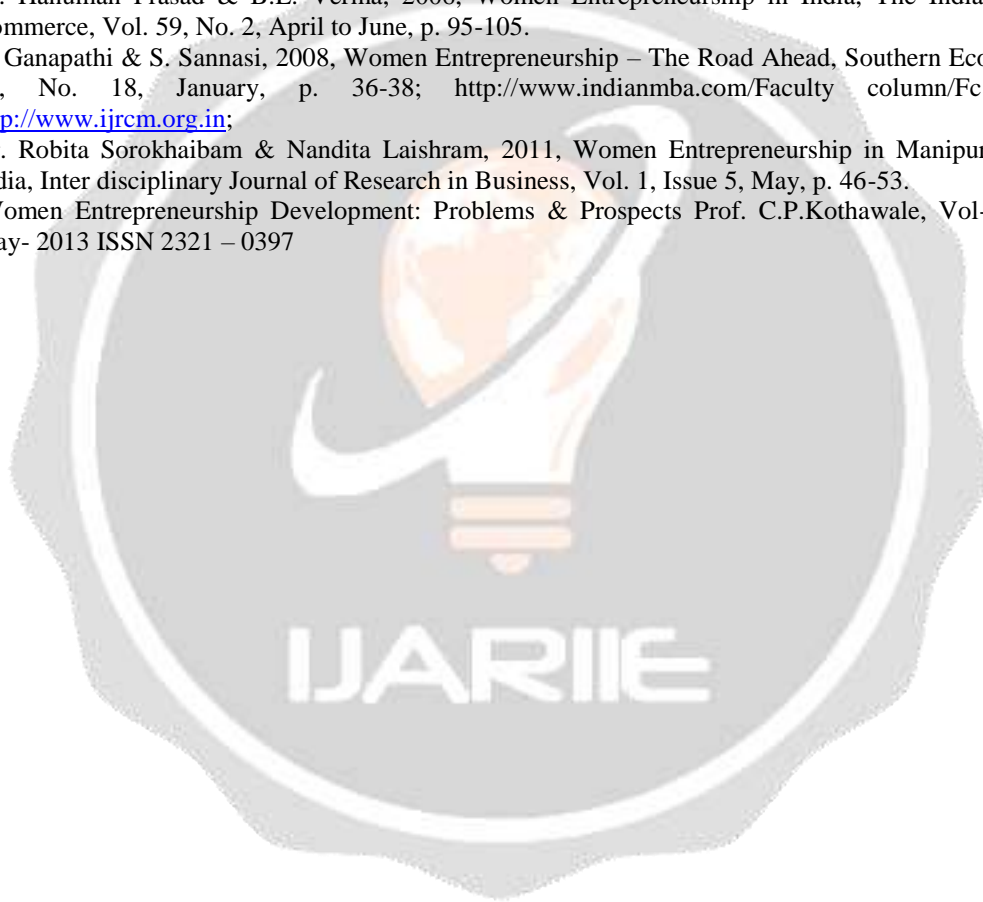 . Hanuman Prasad & B.L. Verma, 2006, Women Entrepreneurship in India, The India
ommerce, Vol. 59, No. 2, April to June, p. 95-105.
Ganapathi & S. Sannasi, 2008, Women Entrepreneurship – The Road Ahead, Southern Eco
, No. 18, January, p. 36-38; http://www.indianmba.com/Faculty column/Fc
p://www.ijrcm.org.in;
. Robita Sorokhaibam & Nandita Laishram, 2011, Women Entrepreneurship in Manipur
dia, Inter disciplinary Journal of Research in Business, Vol. 1, Issue 5, May, p. 46-53.
omen Entrepreneurship Development: Problems & Prospects Prof. C.P.Kothawale, Vol-
ay- 2013 ISSN 2321 – 0397
IJARIIE